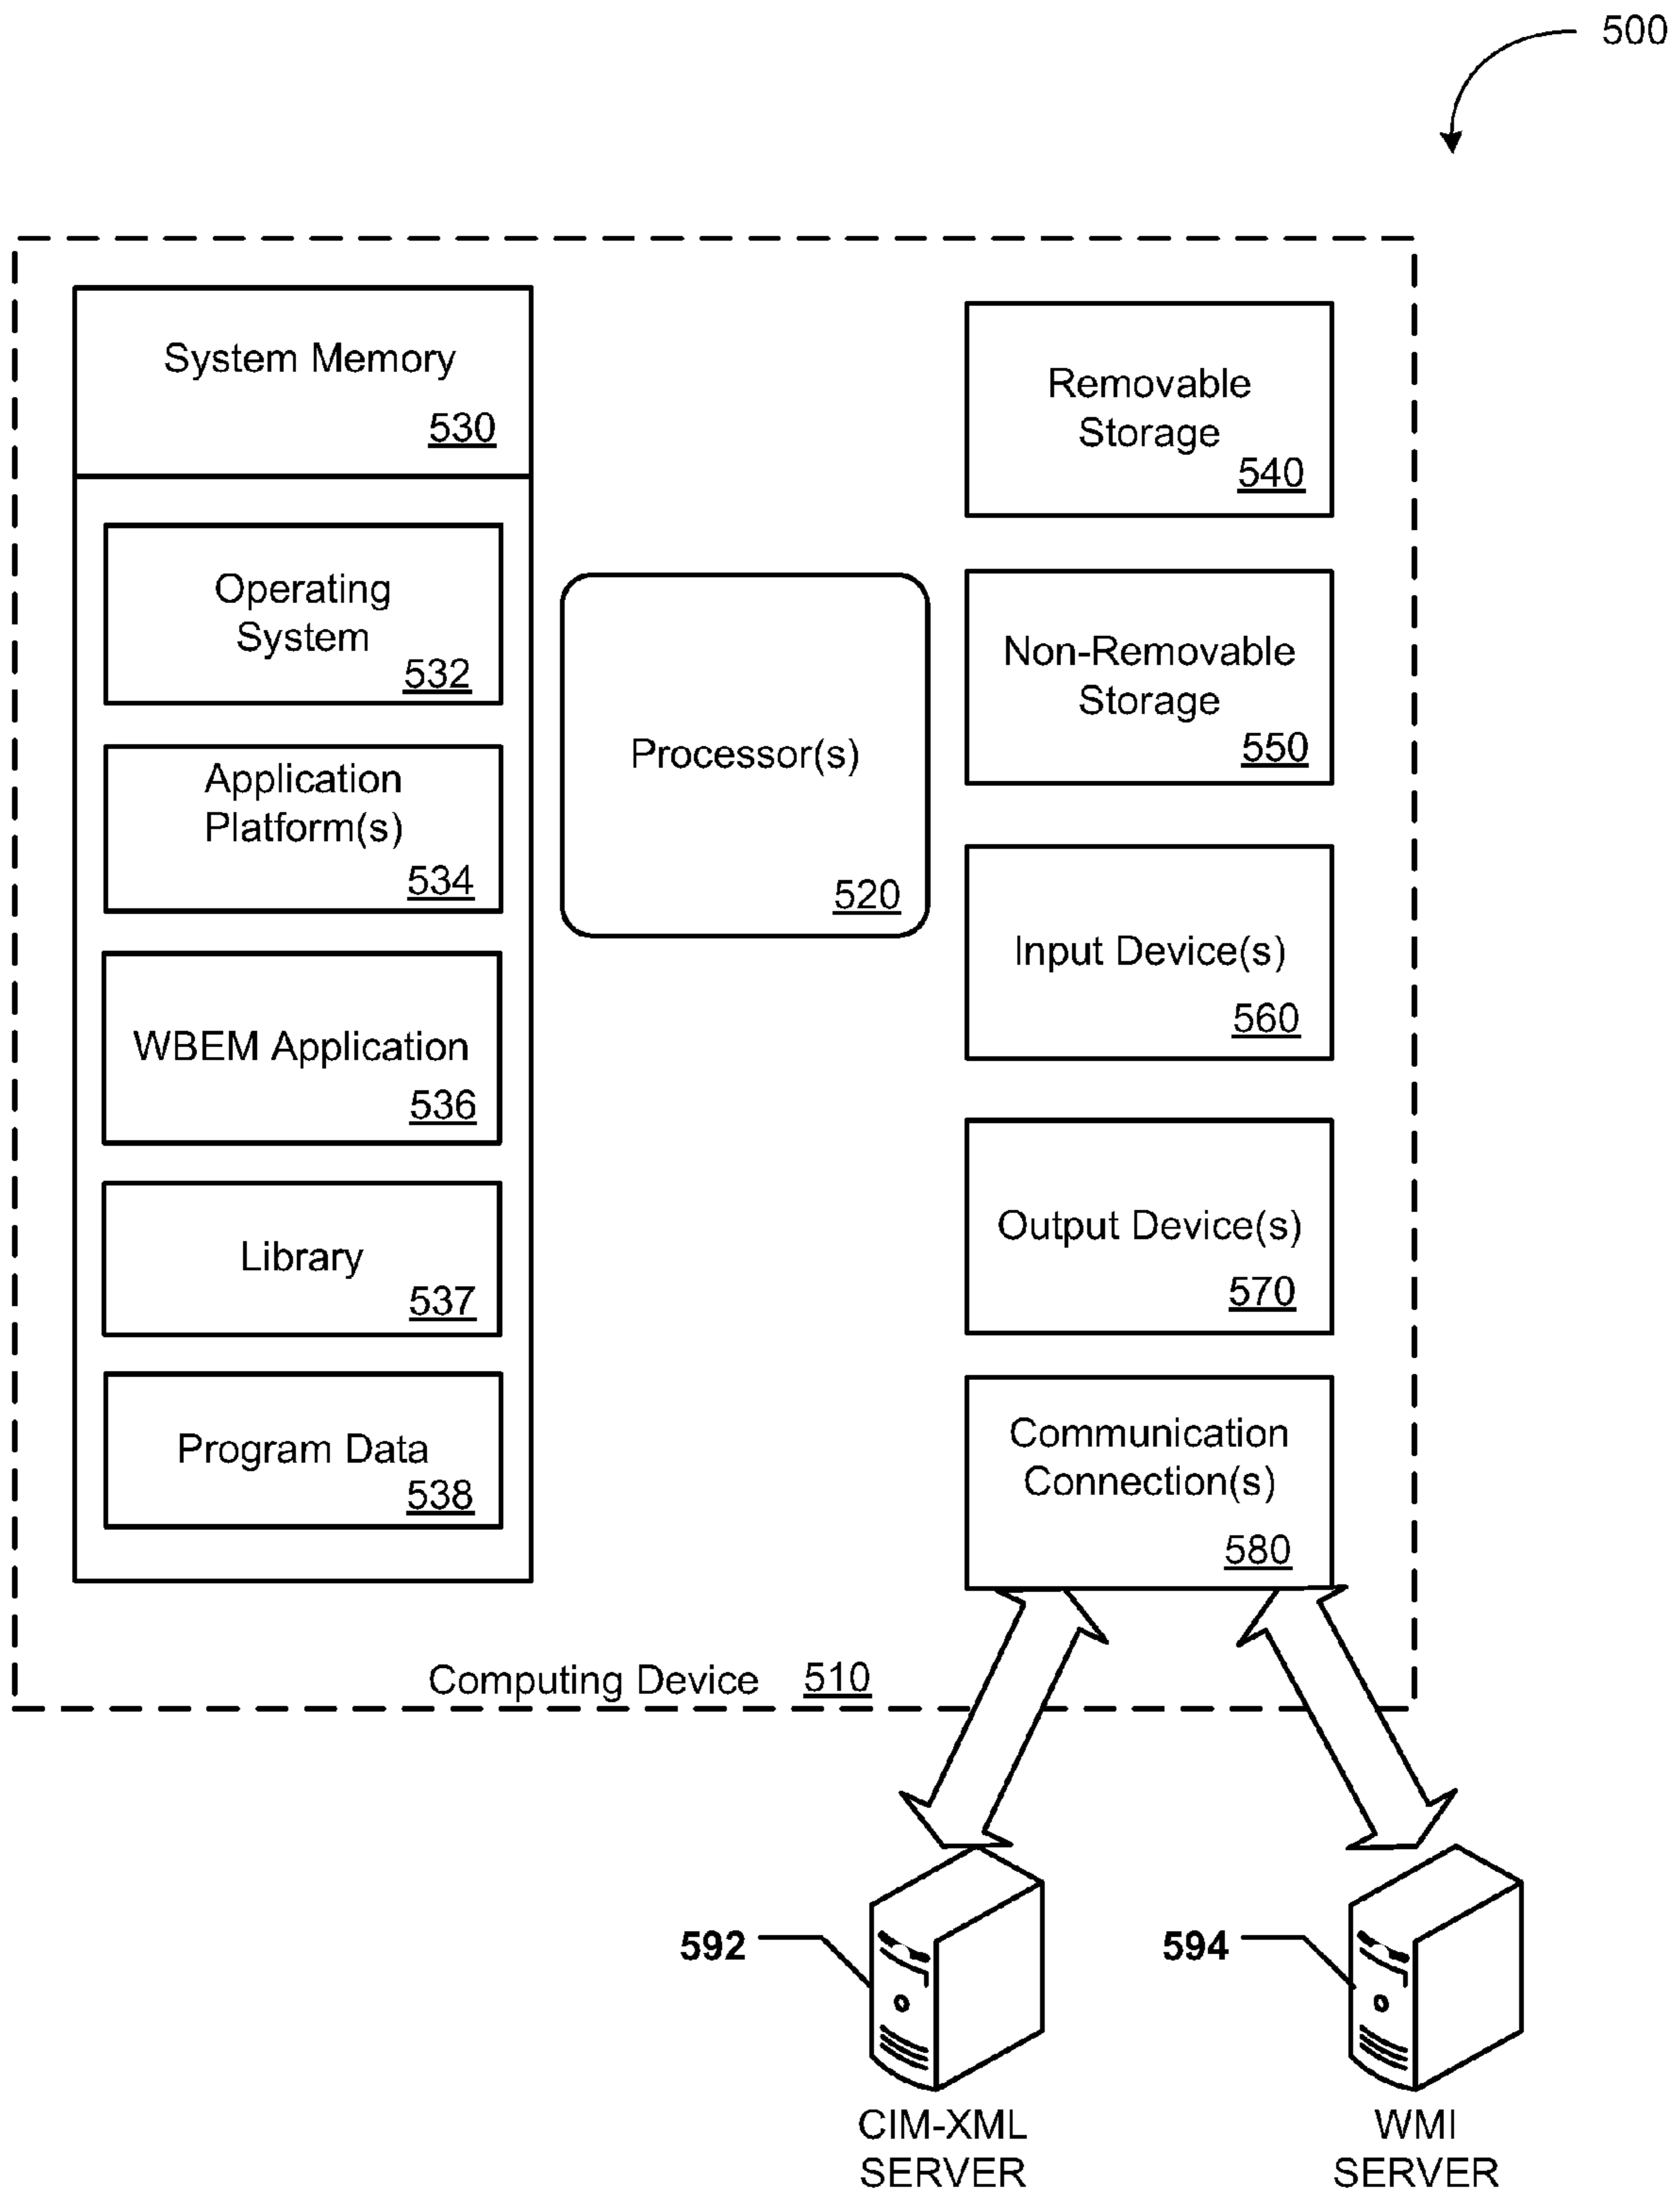 500
System Memory
530
Operating
System
532
Application
Platform(s)
534
WBEM Application
536
Library
537
Program Data
538
Processor(s)
520
Removable
Storage
540
Non-Removable
Storage
550
Input Device(s)
560
Output Device(s)
570
Communication
Connection(s)
580
Computing Device 510
592
594
CIM-XML
SERVER
WMI
SERVER